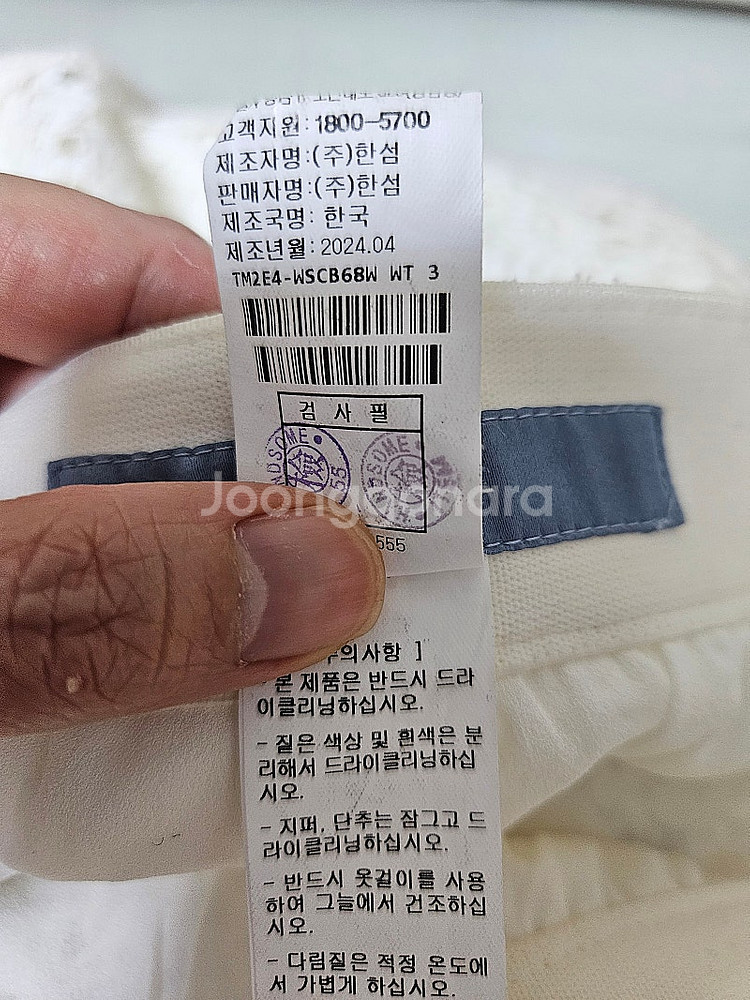 고객지원: 1800-5700
제조자명:(주)한섬
판매자명:(주)한섬
제조국명: 한국
제조년월: 2024.04
TM2E4-WSCB68W WT 3
검 사 필
Joonggonara
555
의사항 ]
본 제품은 반드시 드라
이클리닝하십시오.
- 짙은 색상 및 흰색은 분
리해서 드라이클리닝하십
시오.
- 지퍼, 단추는 잠그고 드
라이클리닝하십시오.
- 반드시 옷걸이를 사용
하여 그늘에서 건조하십
시오.
- 다림질은 적정 온도에
서 가볍게 하십시오.